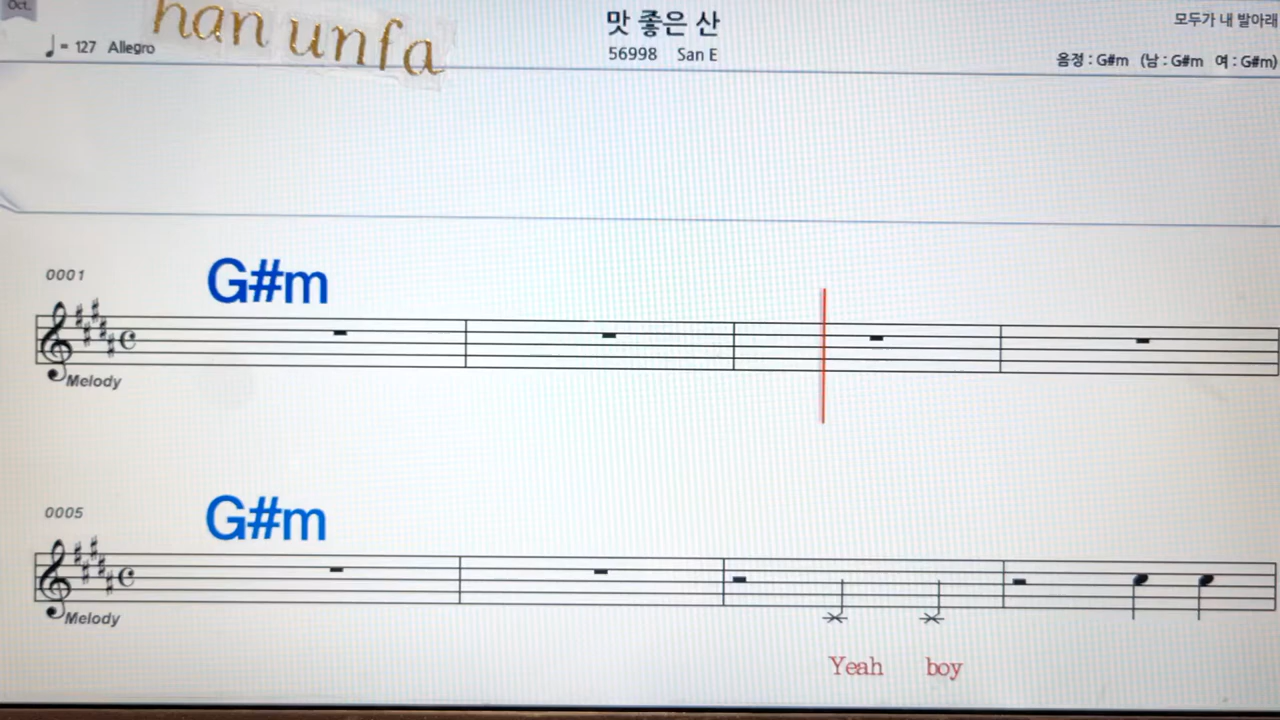 Oct.
han unfa
맛 좋은 산
모두가 내 발아래
♩= 127 Allegro
56998 San E
음정 : G#m (남 : G#m 여 : G#m)
0001
G#m
Melody
0005
G#m
Melody
Yeah boy